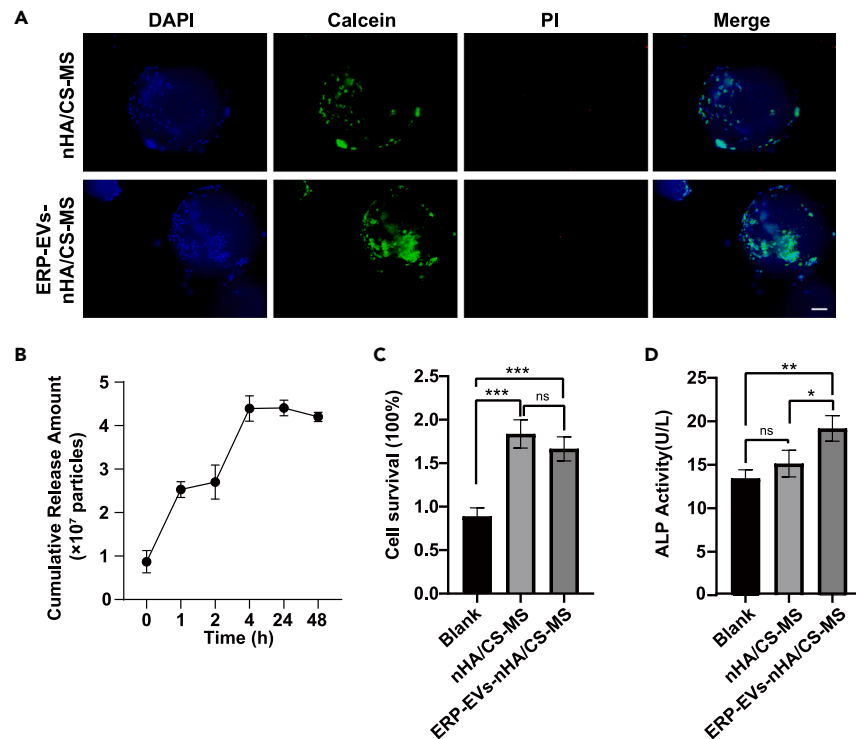 A
DAPI Calcein PI Merge
nHA/CS-MS
ERP-EVs-
nHA/CS-MS
B
Cumulative Release Amount
(×10⁷ particles)
5
4
3
2
1
0
0 1 2 4 24 48
Time (h)
C
Cell survival (100%)
2.5
2.0
1.5
1.0
0.5
0.0
***
***
ns
Blank
nHA/CS-MS
ERP-EVs-nHA/CS-MS
D
ALP Activity(U/L)
25
20
15
10
5
0
**
*
ns
Blank
nHA/CS-MS
ERP-EVs-nHA/CS-MS